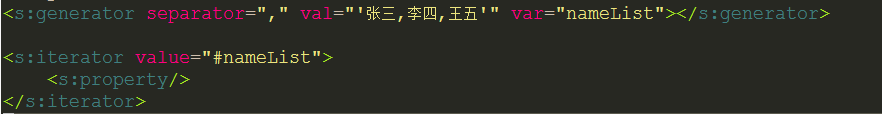 <s:generator separator="," val="'张三,李四,王五'" var="nameList"></s:generator>
<s:iterator value="#nameList">
<s:property/>
</s:iterator>